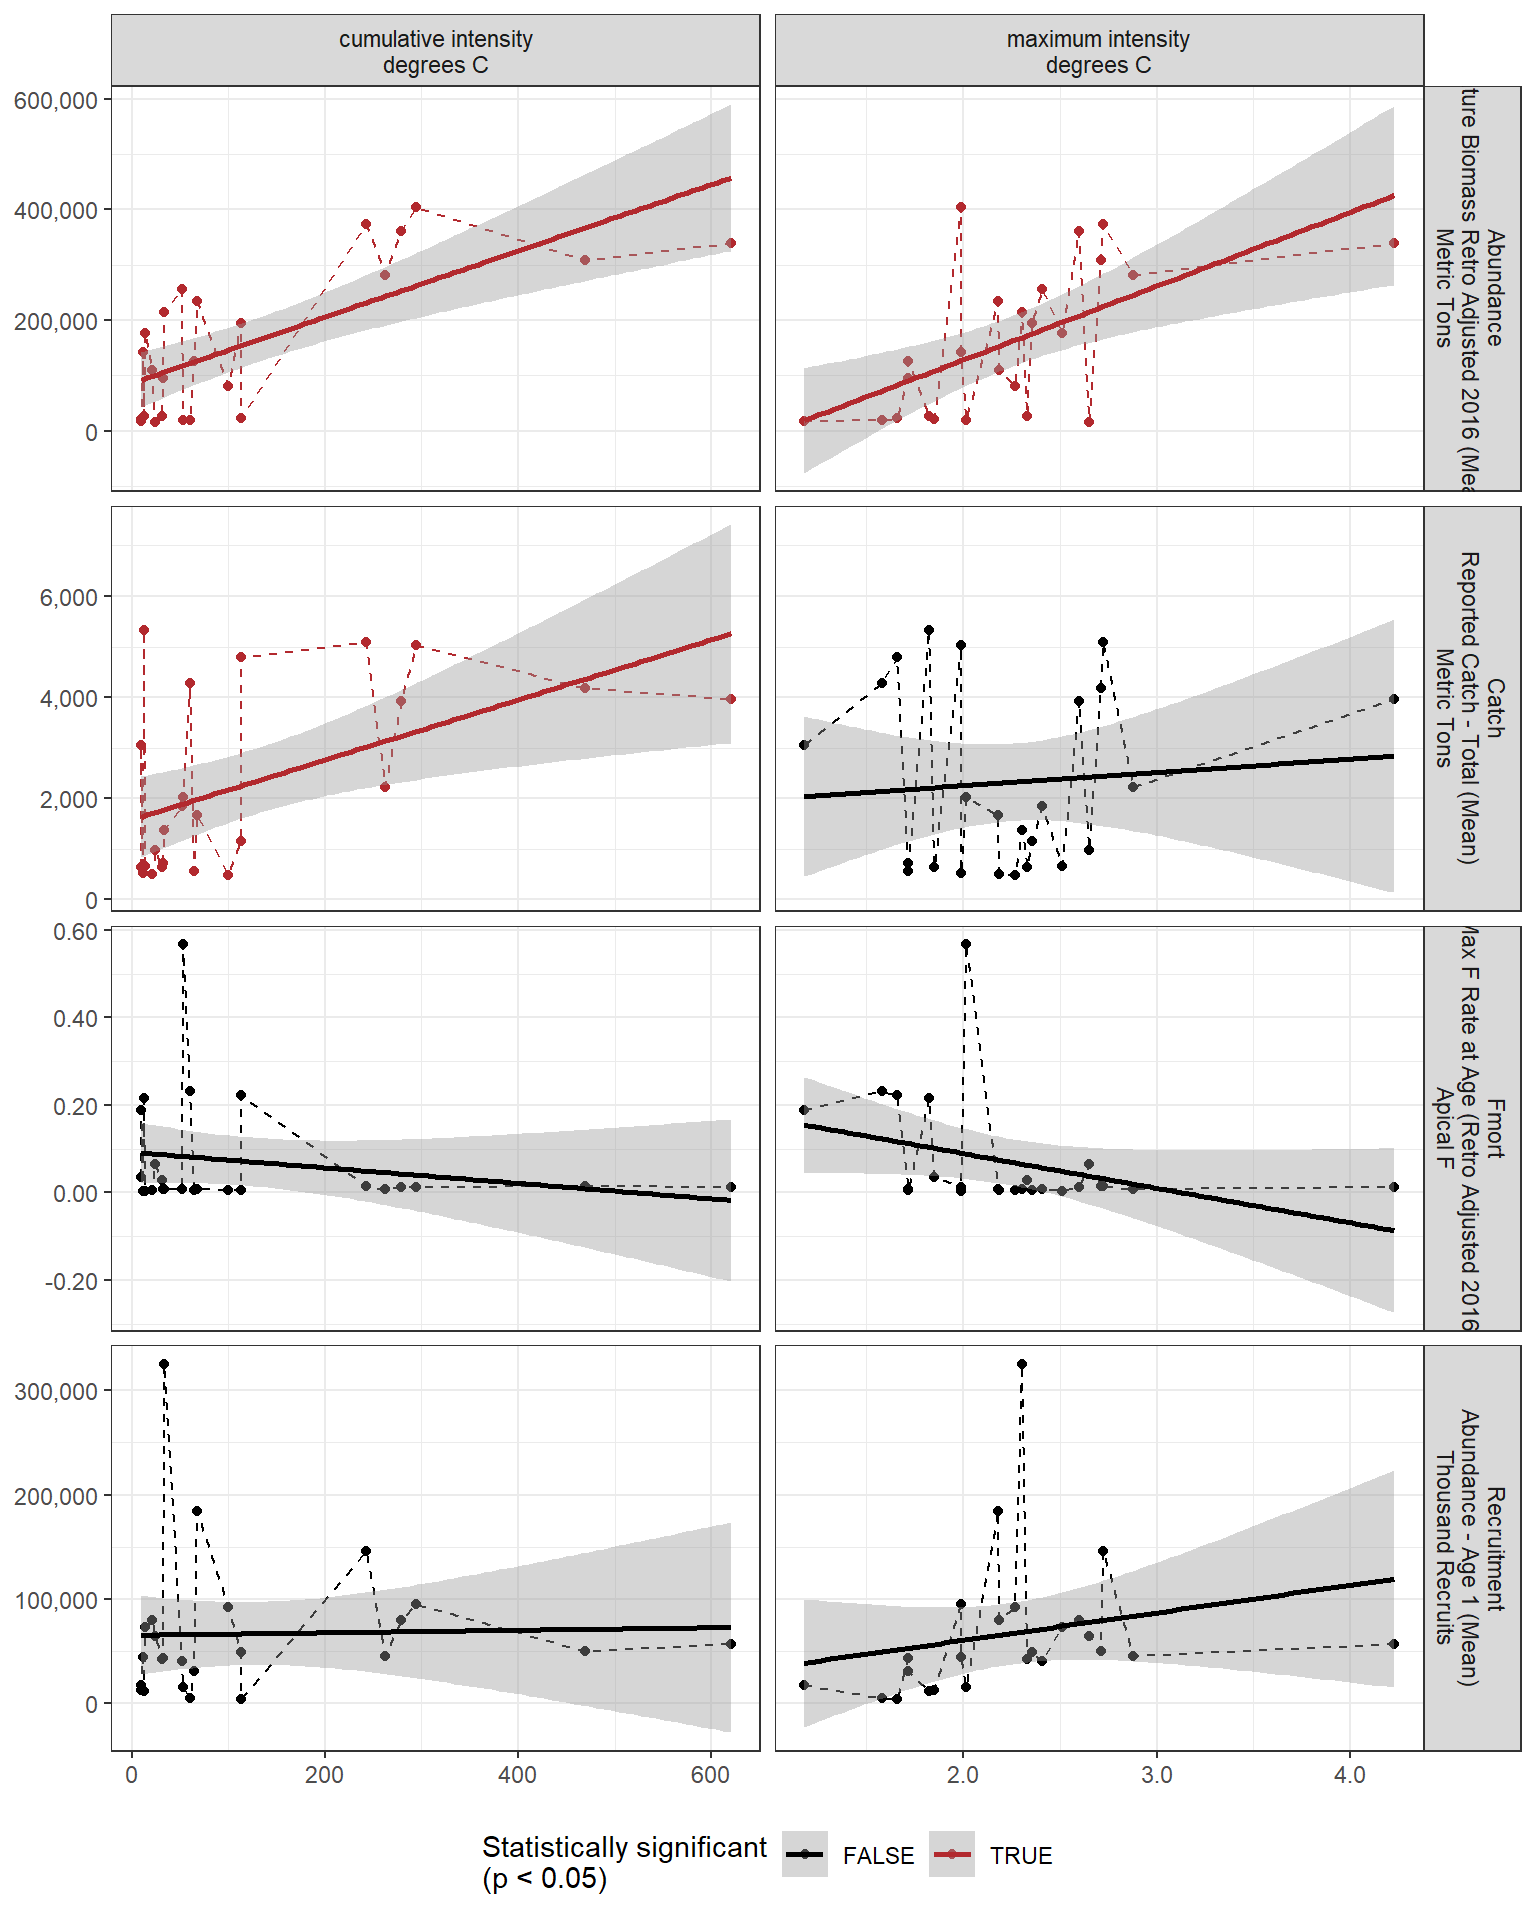 cumulative intensity
degrees C
maximum intensity
degrees C
600,000
400,000
200,000
0
Abundance
ture Biomass Retro Adjusted 2016 (Mea
Metric Tons
6,000
4,000
2,000
0
Catch
Reported Catch - Total (Mean)
Metric Tons
0.60
0.40
0.20
0.00
-0.20
Fmort
Max F Rate at Age (Retro Adjusted 2016
Apical F
300,000
200,000
100,000
0
Recruitment
Abundance - Age 1 (Mean)
Thousand Recruits
0
200
400
600
2.0
3.0
4.0
Statistically significant
(p < 0.05)
FALSE
TRUE